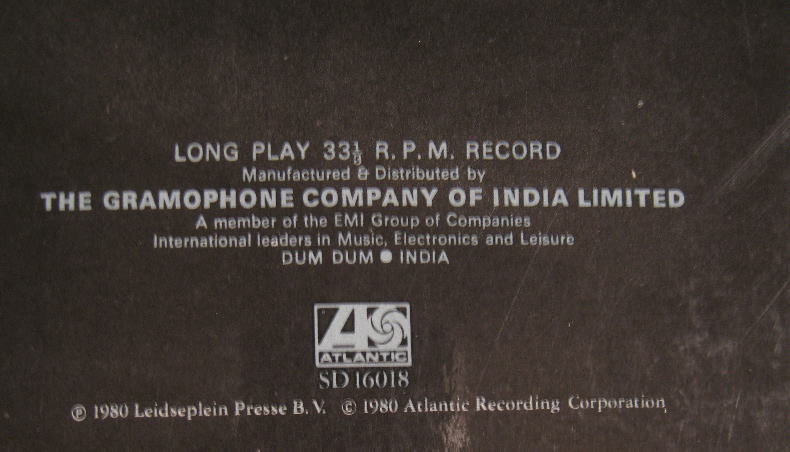 LONG PLAY 33⅓ R.P.M. RECORD
Manufactured & Distributed by
THE GRAMOPHONE COMPANY OF INDIA LIMITED
A member of the EMI Group of Companies
International leaders in Music, Electronics and Leisure
DUM DUM ● INDIA
ATLANTIC
SD 16018
℗ 1980 Leidseplein Presse B.V. © 1980 Atlantic Recording Corporation